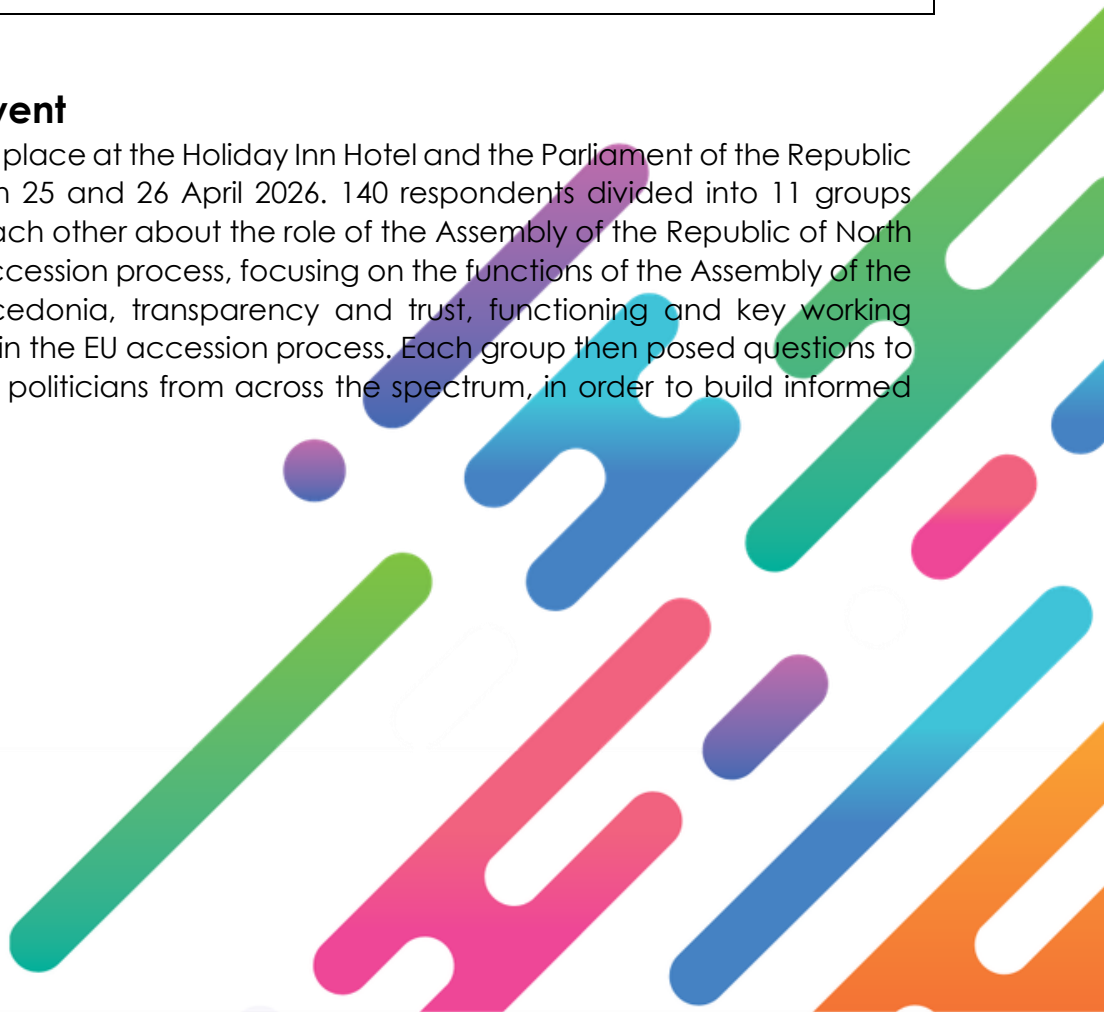 vent
place at the Holiday Inn Hotel and the Parliament of the Republic
n 25 and 26 April 2026. 140 respondents divided into 11 groups
ach other about the role of the Assembly of the Republic of North
ccession process, focusing on the functions of the Assembly of the
cedonia, transparency and trust, functioning and key working
in the EU accession process. Each group then posed questions to
politicians from across the spectrum, in order to build informed